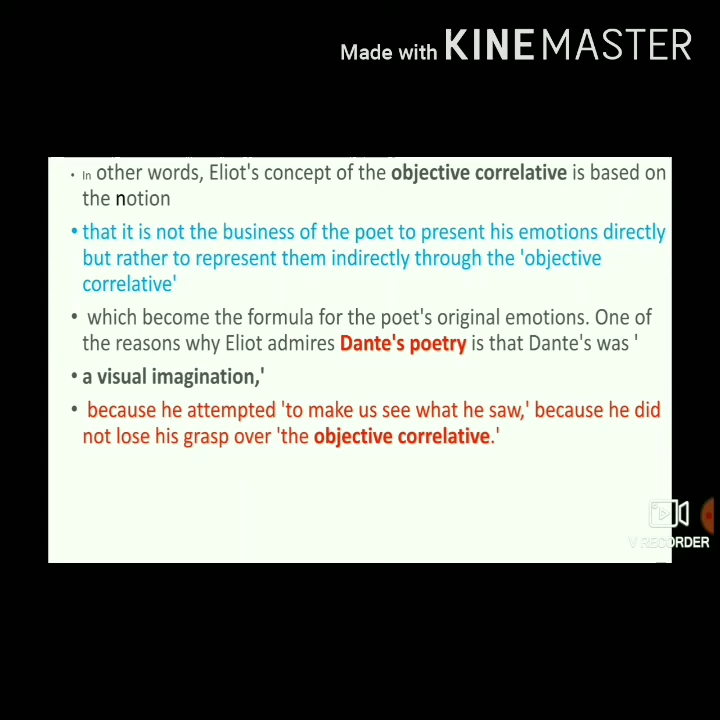 Made with KINEMASTER
• In other words, Eliot's concept of the objective correlative is based on
the notion
• that it is not the business of the poet to present his emotions directly
but rather to represent them indirectly through the 'objective
correlative'
• which become the formula for the poet's original emotions. One of
the reasons why Eliot admires Dante's poetry is that Dante's was '
• a visual imagination,'
• because he attempted 'to make us see what he saw,' because he did
not lose his grasp over 'the objective correlative.'
V RECORDER